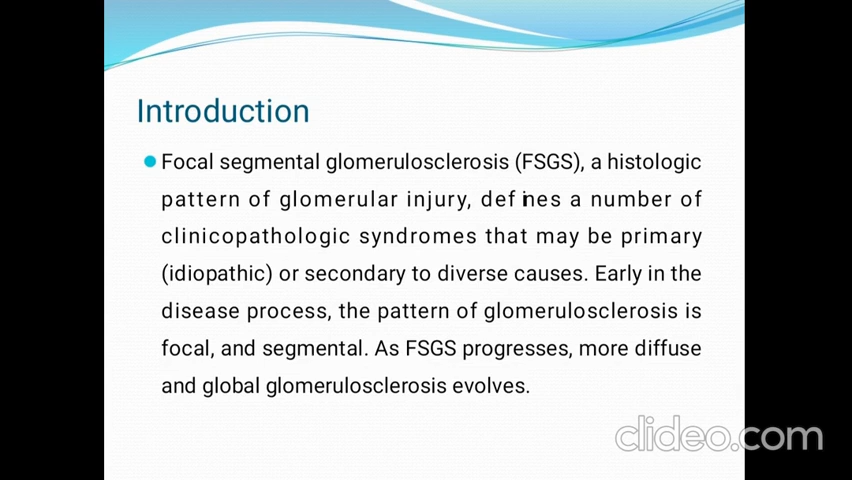 Introduction
Focal segmental glomerulosclerosis (FSGS), a histologic
pattern of glomerular injury, defines a number of
clinicopathologic syndromes that may be primary
(idiopathic) or secondary to diverse causes. Early in the
disease process, the pattern of glomerulosclerosis is
focal, and segmental. As FSGS progresses, more diffuse
and global glomerulosclerosis evolves.
clideo.com